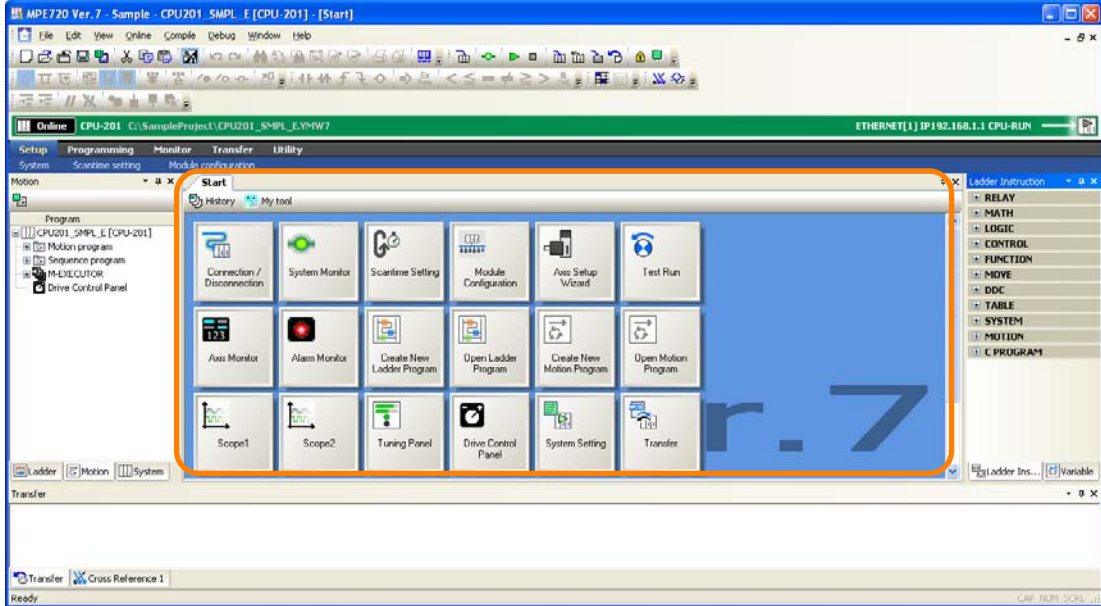 MPE720 Ver. 7 - Sample - CPU201_SMPL_E [CPU-201] - [Start]
File Edit View Online Compile Debug Window Help
Online CPU-201 C:\SampleProject\CPU201_SMPL_E.YMW7 ETHERNET[1] IP192.168.1.1 CPU-RUN
Setup Programming Monitor Transfer Utility
System Scantime setting Module configuration
Motion
Program
CPU201_SMPL_E [CPU-201]
Motion program
Sequence program
M-EXECUTOR
Drive Control Panel
Ladder Motion System
Start
History My tool
Connection /
Disconnection
System Monitor
Scantime Setting
Module
Configuration
Axis Setup
Wizard
Test Run
123
Axis Monitor
Alarm Monitor
Create New
Ladder Program
Open Ladder
Program
Create New
Motion Program
Open Motion
Program
Scope1
Scope2
Tuning Panel
Drive Control
Panel
System Setting
Transfer
r.7
Ladder Instruction
RELAY
MATH
LOGIC
CONTROL
FUNCTION
MOVE
DDC
TABLE
SYSTEM
MOTION
C PROGRAM
Ladder Ins... Variable
Transfer
Transfer Cross Reference 1
Ready CAP NUM SCRL